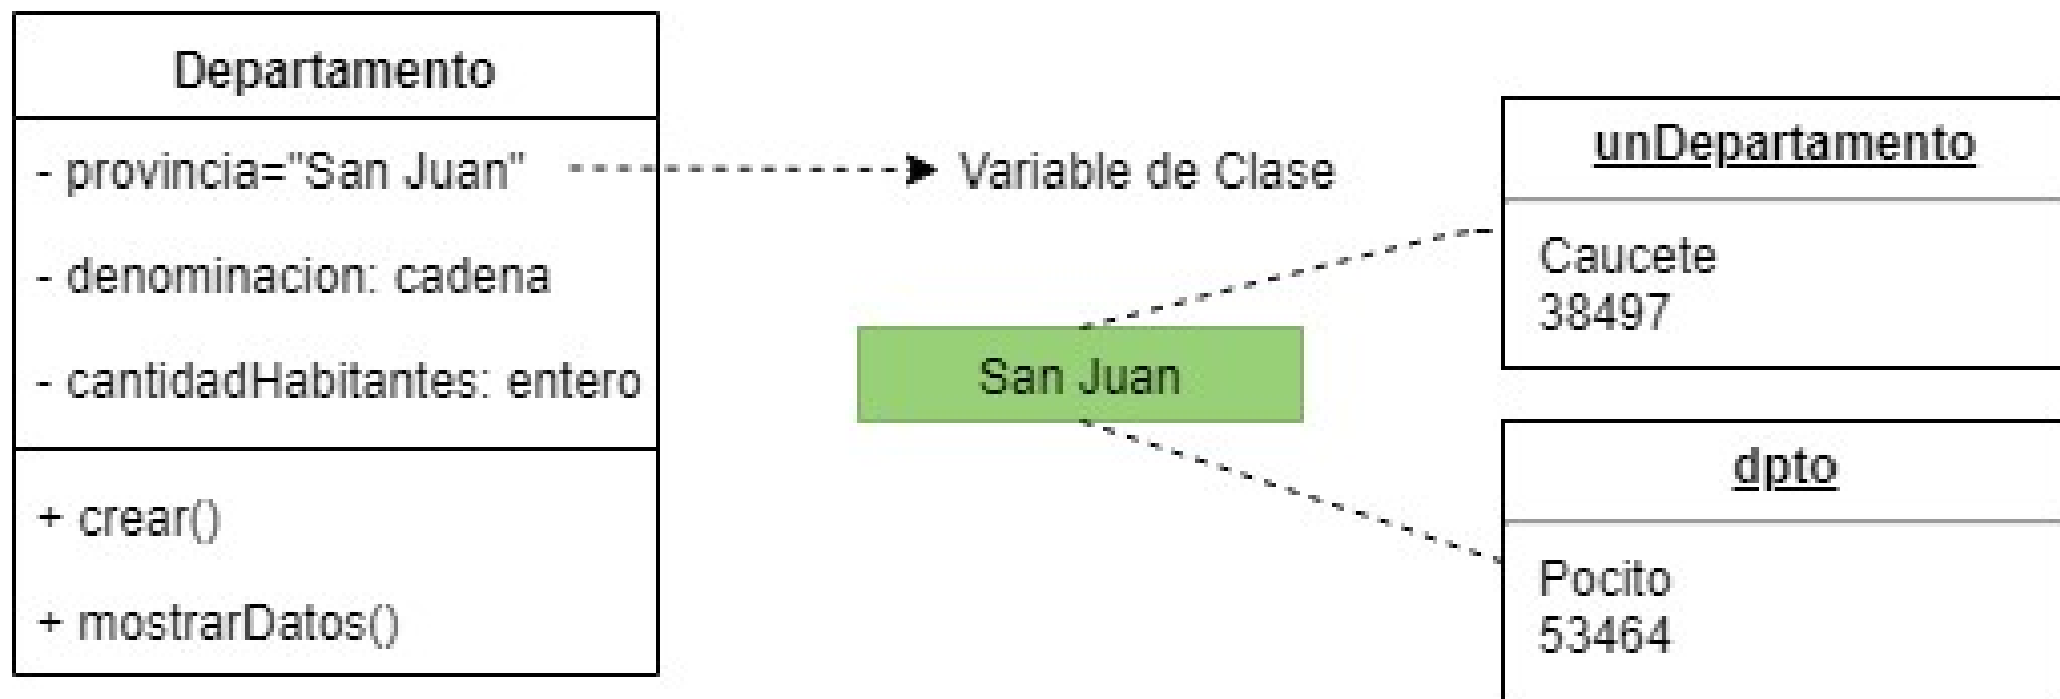 Departamento
- provincia="San Juan"
- denominacion: cadena
- cantidadHabitantes: entero
+ crear()
+ mostrarDatos()
Variable de Clase
San Juan
unDepartamento
Caucete
38497
dpto
Pocito
53464